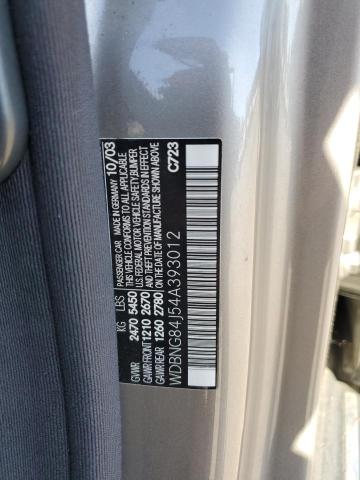 PASSENGER CAR MADE IN GERMANY 10/03
THIS VEHICLE CONFORMS TO ALL APPLICABLE
U.S. FEDERAL MOTOR VEHICLE SAFETY, BUMPER,
AND THEFT PREVENTION STANDARDS IN EFFECT
ON THE DATE OF MANUFACTURE SHOWN ABOVE
KG LBS
GVWR 2470 5450
GAWR FRONT 1210 2670
GAWR REAR 1260 2780
C723
WDBNG84J54A393012